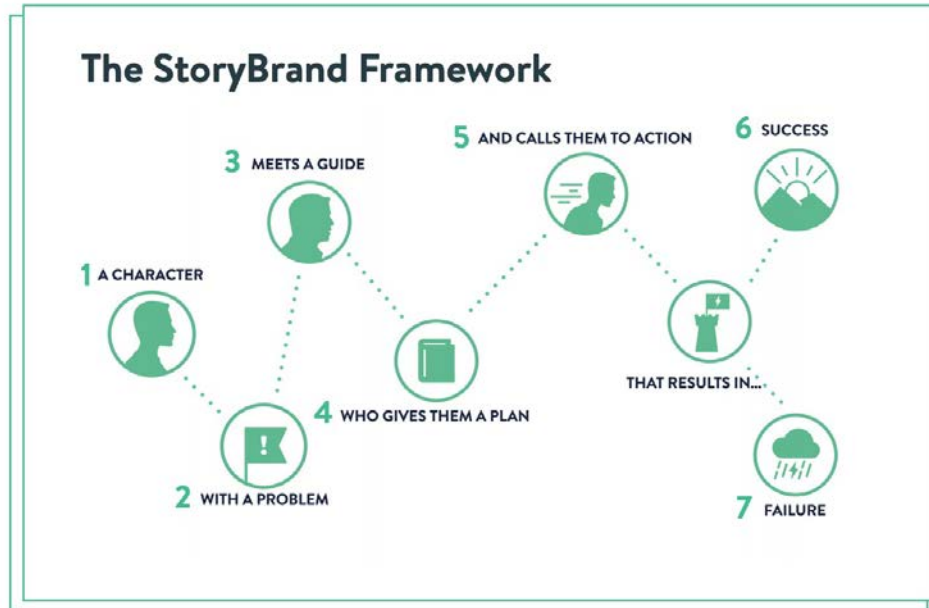 The StoryBrand Framework
1 A CHARACTER
2 WITH A PROBLEM
3 MEETS A GUIDE
4 WHO GIVES THEM A PLAN
5 AND CALLS THEM TO ACTION
THAT RESULTS IN...
6 SUCCESS
7 FAILURE